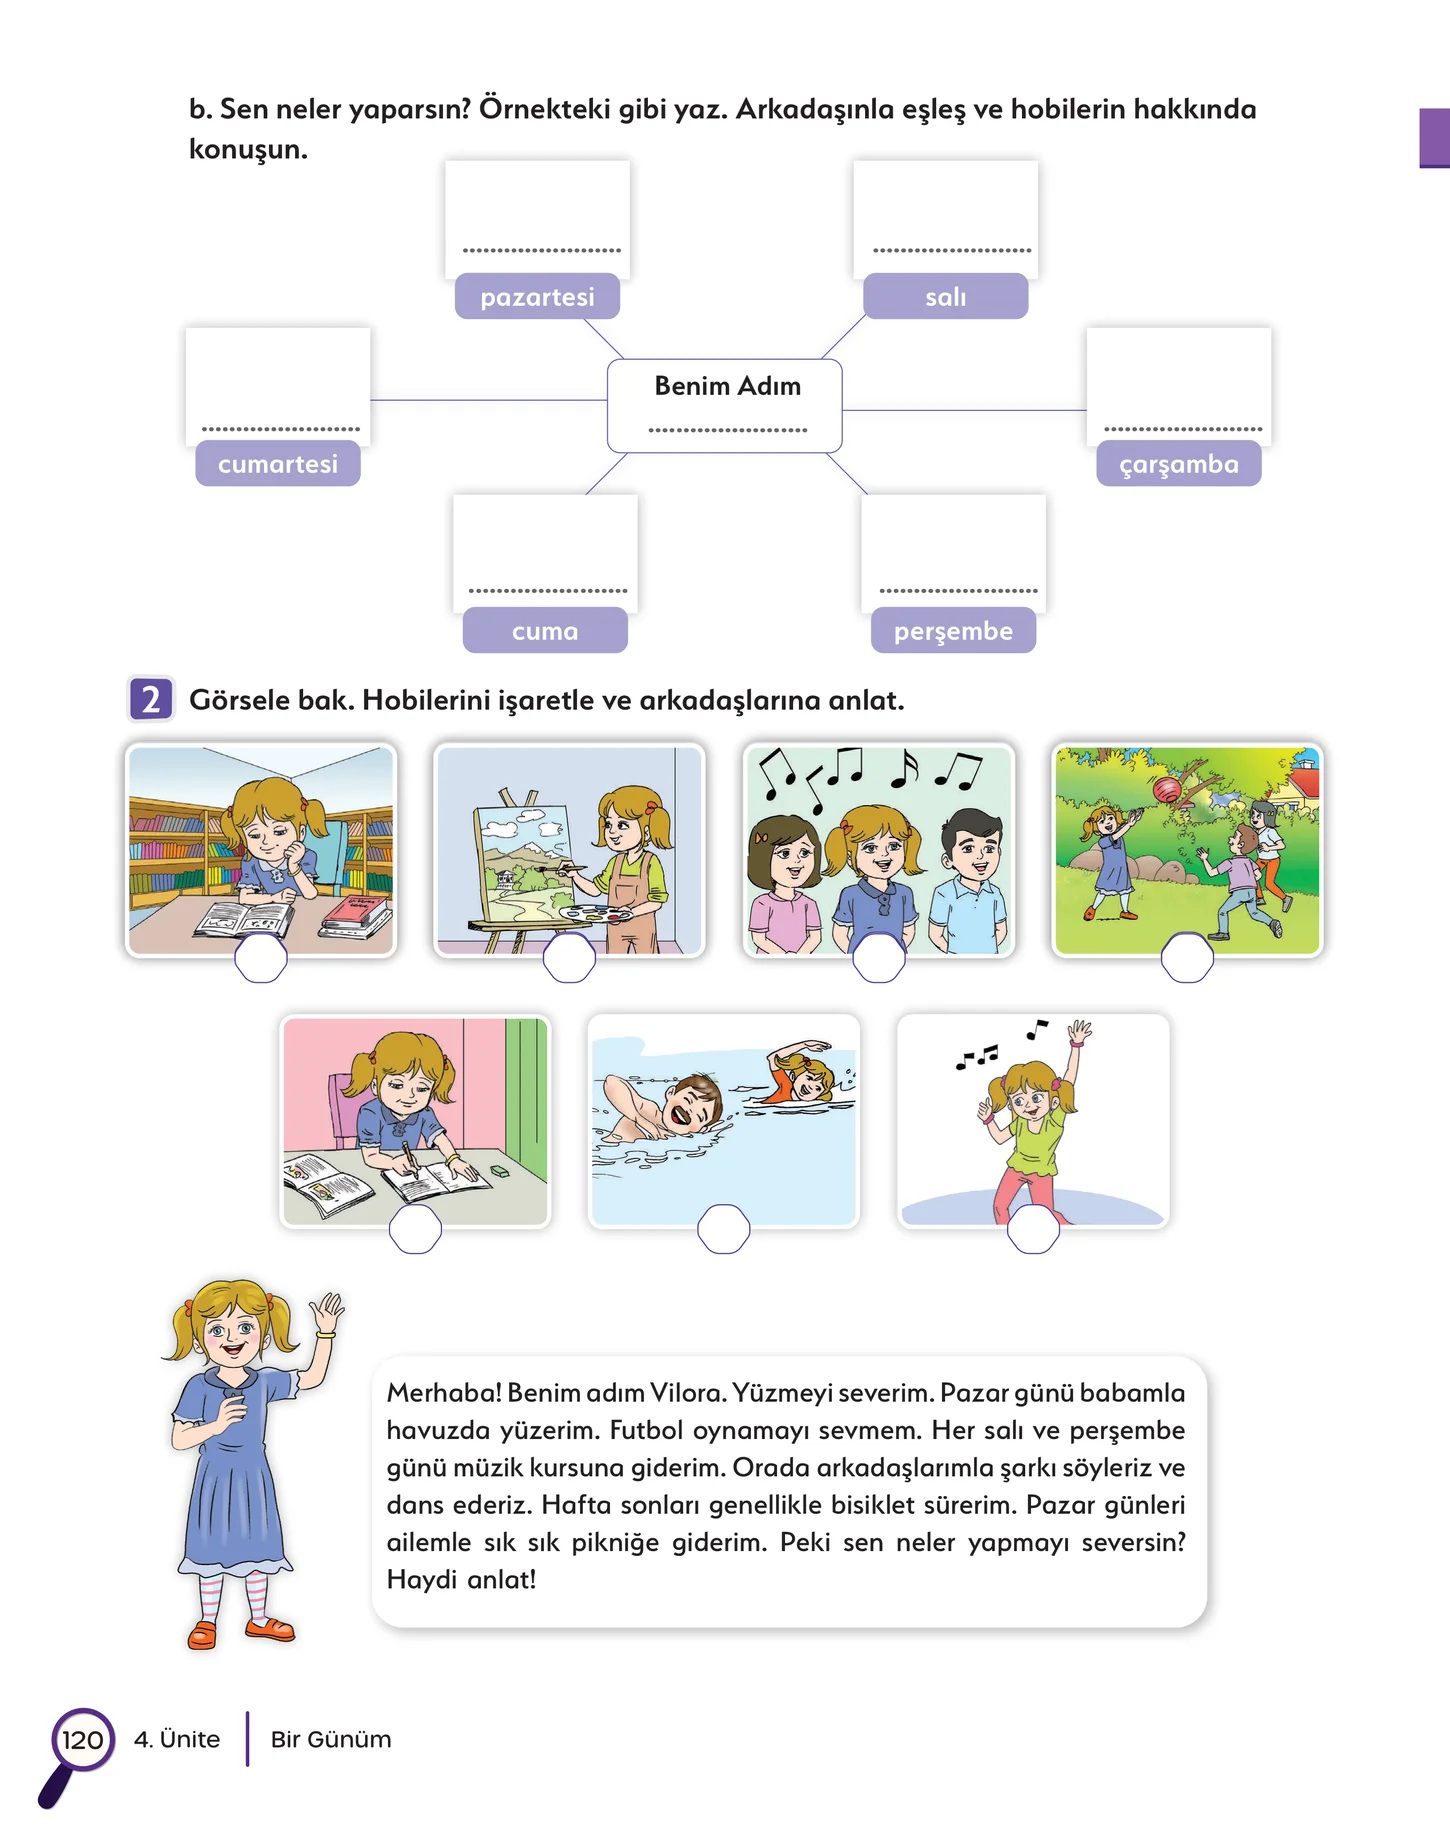 b. Sen neler yaparsın? Örnekteki gibi yaz. Arkadaşınla eşleş ve hobilerin hakkında
konuşun.
pazartesi
salı
Benim Adım
cumartesi
çarşamba
cuma
perşembe
2 Görsele bak. Hobilerini işaretle ve arkadaşlarına anlat.
Merhaba! Benim adım Vilora. Yüzmeyi severim. Pazar günü babamla
havuzda yüzerim. Futbol oynamayı sevmem. Her salı ve perşembe
günü müzik kursuna giderim. Orada arkadaşlarımla şarkı söyleriz ve
dans ederiz. Hafta sonları genellikle bisiklet sürerim. Pazar günleri
ailemle sık sık pikniğe giderim. Peki sen neler yapmayı seversin?
Haydi anlat!
120 4. Ünite Bir Günüm